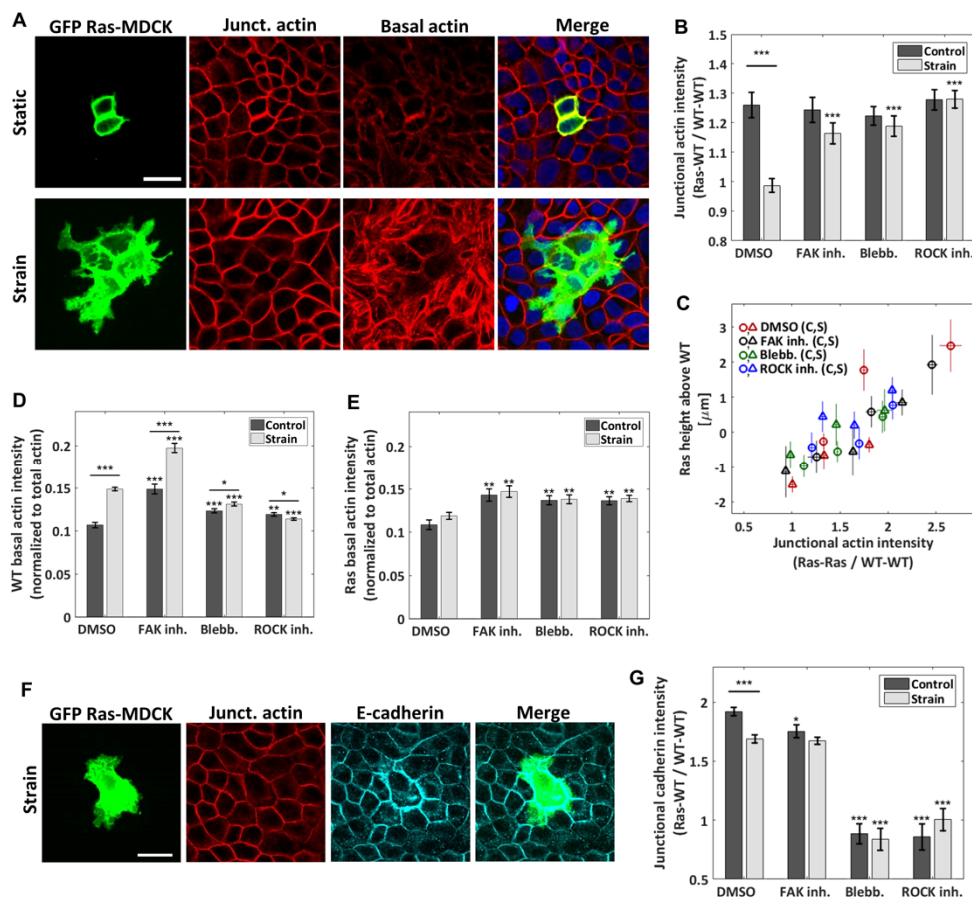 A
GFP Ras-MDCK Junct. actin Basal actin Merge
Static
Strain
B
Junctional actin intensity
(Ras-WT / WT-WT)
1.5
1.4
1.3
1.2
1.1
1
0.9
0.8
***
*** *** ***
Control
Strain
DMSO FAK inh. Blebb. ROCK inh.
C
DMSO (C,S)
FAK inh. (C,S)
Blebb. (C,S)
ROCK inh. (C,S)
Ras height above WT
[μm]
3
2
1
0
-1
-2
0.5 1 1.5 2 2.5
Junctional actin intensity
(Ras-Ras / WT-WT)
D
WT basal actin intensity
(normalized to total actin)
0.2
0.15
0.1
0.05
0
***
***
*** ***
*
*** ***
*
** ***
Control
Strain
DMSO FAK inh. Blebb. ROCK inh.
E
Ras basal actin intensity
(normalized to total actin)
0.2
0.15
0.1
0.05
0
** ** ** ** ** **
Control
Strain
DMSO FAK inh. Blebb. ROCK inh.
F
GFP Ras-MDCK Junct. actin E-cadherin Merge
Strain
G
Junctional cadherin intensity
(Ras-WT / WT-WT)
2
1.5
1
0.5
***
*
*** *** *** ***
Control
Strain
DMSO FAK inh. Blebb. ROCK inh.